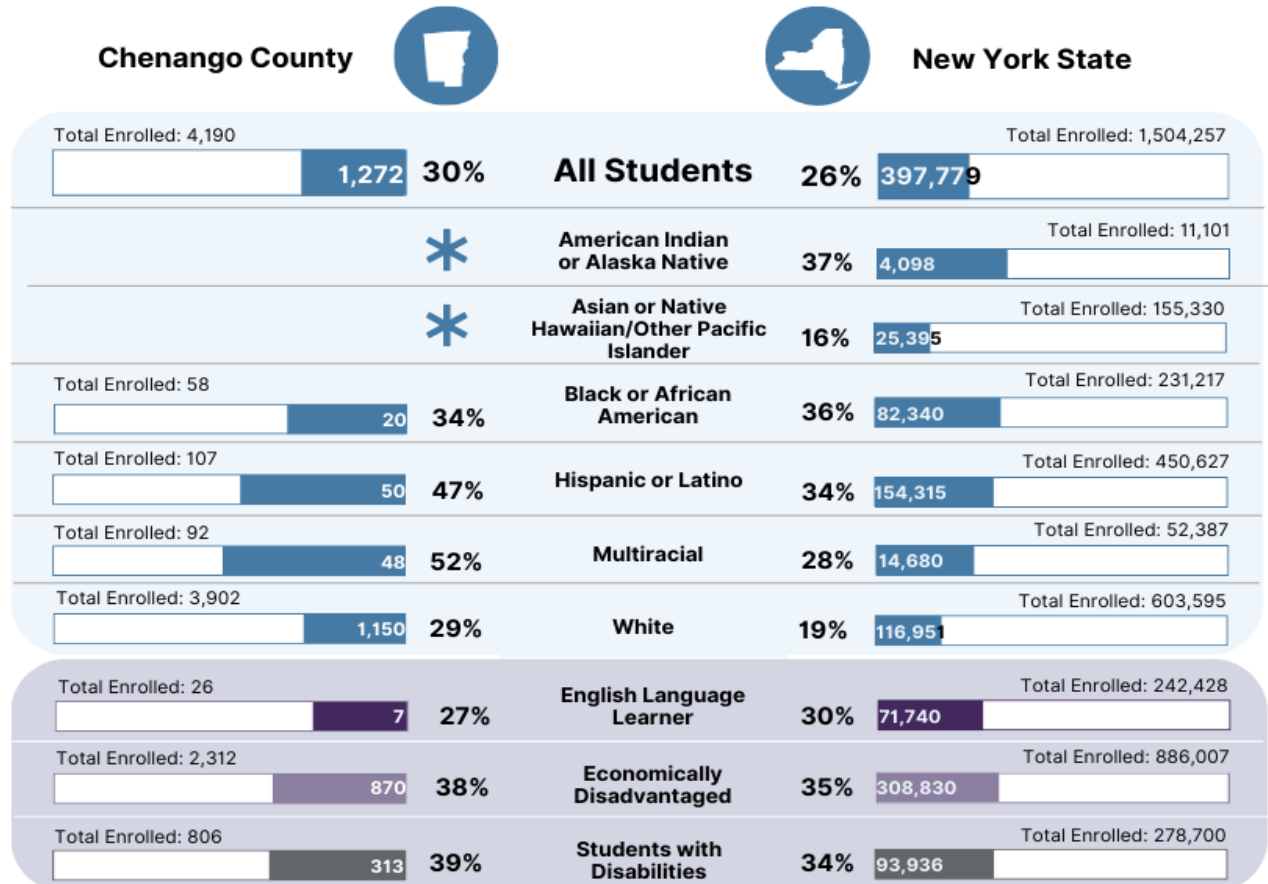 Chenango County
New York State
Total Enrolled: 4,190
1,272
30%
All Students
Total Enrolled: 1,504,257
26%
397,779
*
American Indian
or Alaska Native
Total Enrolled: 11,101
37%
4,098
*
Asian or Native
Hawaiian/Other Pacific
Islander
Total Enrolled: 155,330
16%
25,395
Total Enrolled: 58
20
34%
Black or African
American
Total Enrolled: 231,217
36%
82,340
Total Enrolled: 107
50
47%
Hispanic or Latino
Total Enrolled: 450,627
34%
154,315
Total Enrolled: 92
48
52%
Multiracial
Total Enrolled: 52,387
28%
14,680
Total Enrolled: 3,902
1,150
29%
White
Total Enrolled: 603,595
19%
116,951
Total Enrolled: 26
7
27%
English Language
Learner
Total Enrolled: 242,428
30%
71,740
Total Enrolled: 2,312
870
38%
Economically
Disadvantaged
Total Enrolled: 886,007
35%
308,830
Total Enrolled: 806
313
39%
Students with
Disabilities
Total Enrolled: 278,700
34%
93,936